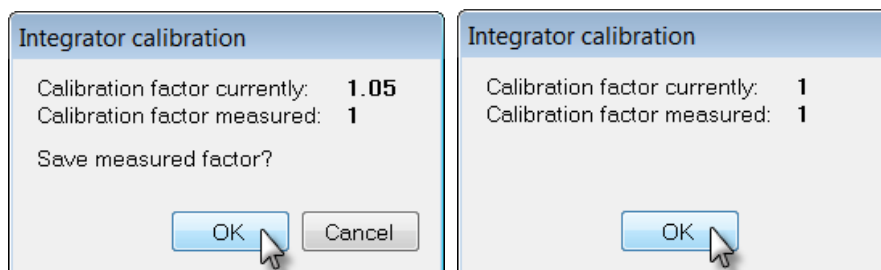 Integrator calibration
Calibration factor currently: 1.05
Calibration factor measured: 1
Save measured factor?
OK
Cancel
Integrator calibration
Calibration factor currently: 1
Calibration factor measured: 1
OK